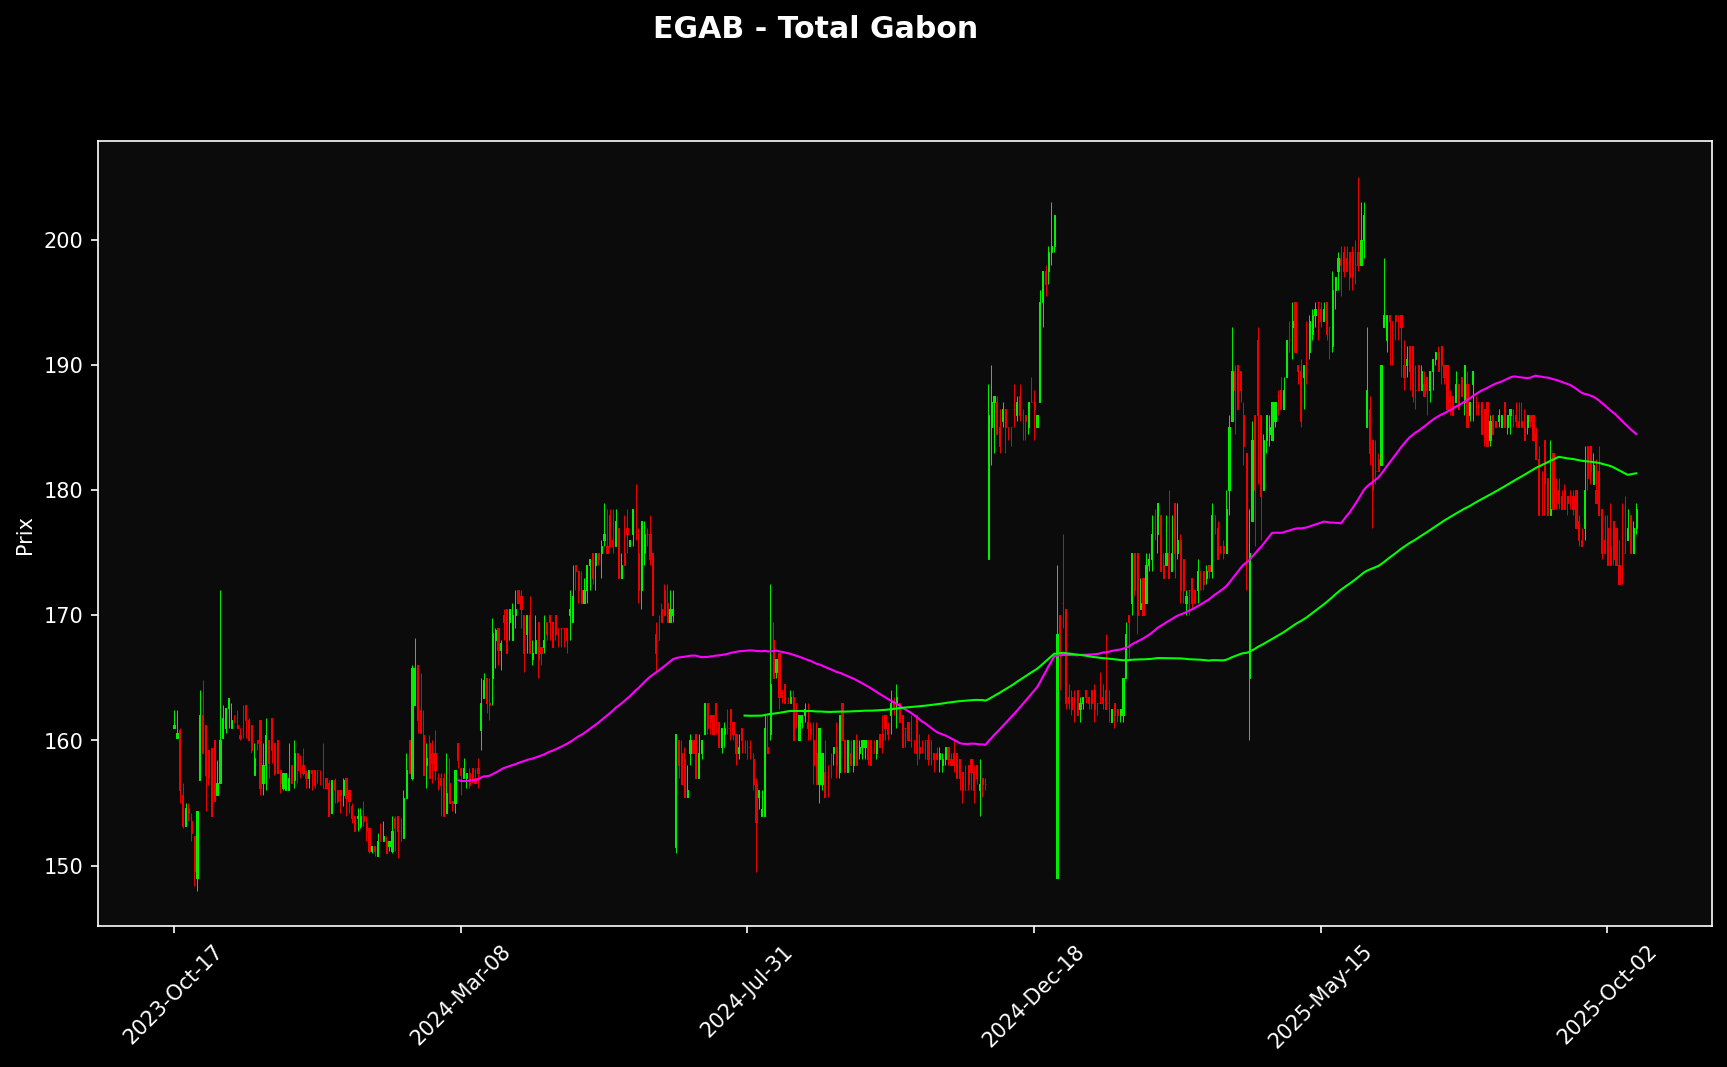 EGAB - Total Gabon
Prix
200
190
180
170
160
150
2023-Oct-17
2024-Mar-08
2024-Jul-31
2024-Dec-18
2025-May-15
2025-Oct-02